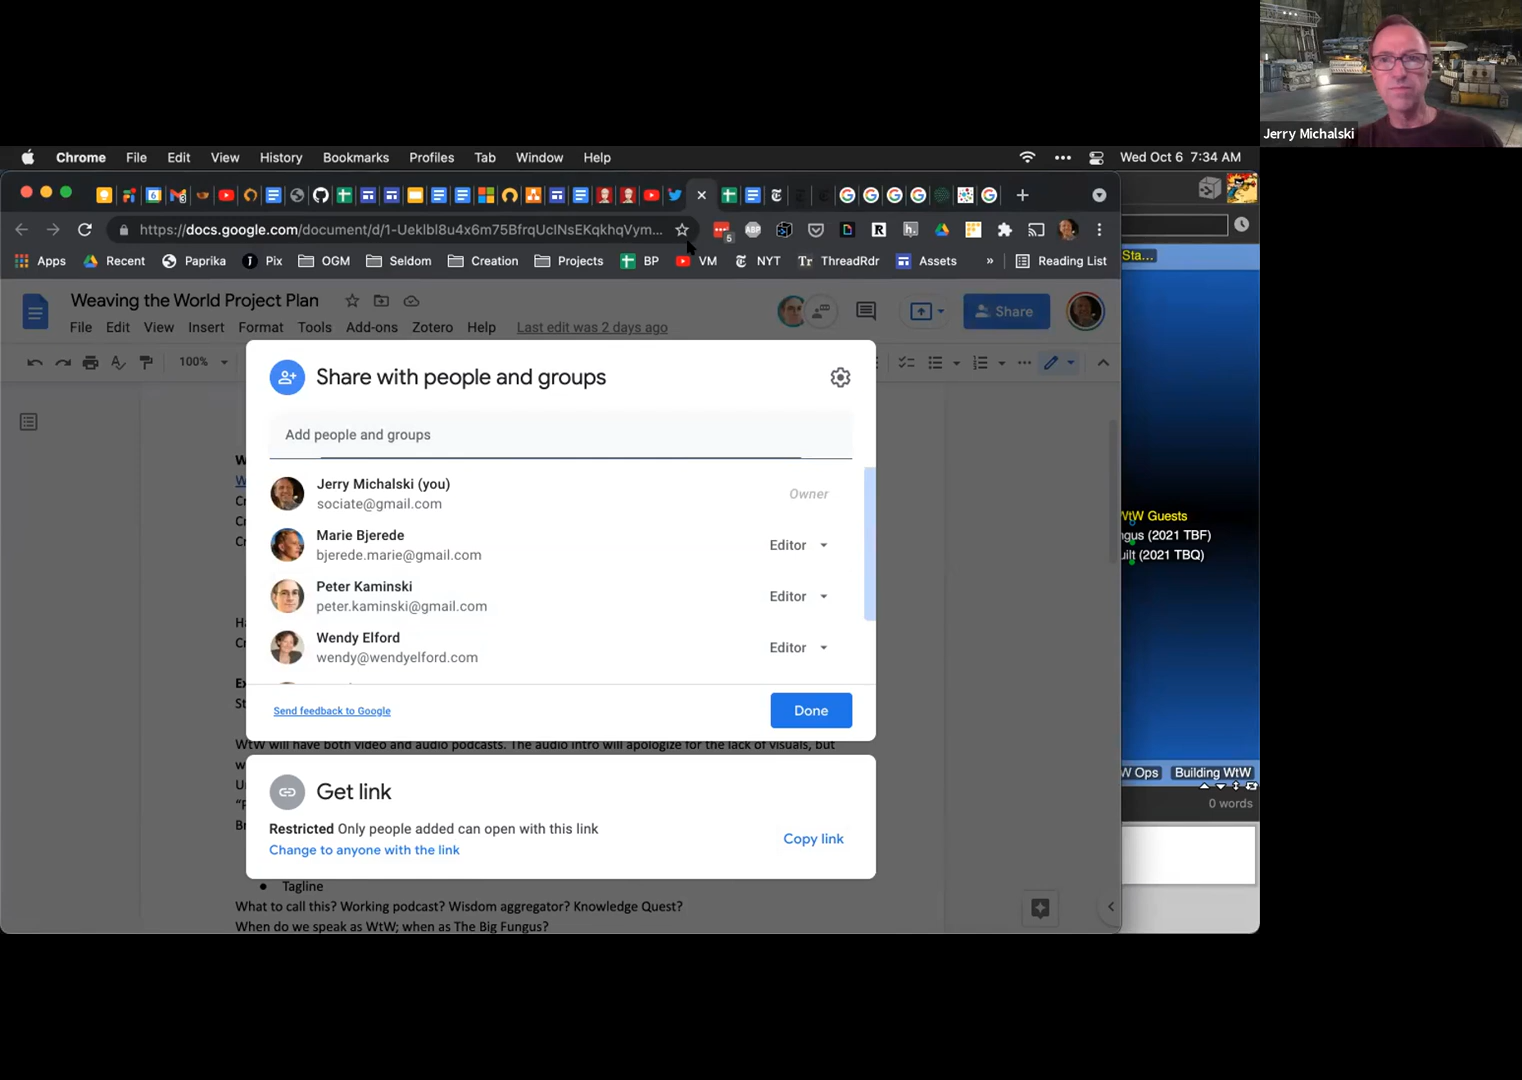 Jerry Michalski
Chrome File Edit View History Bookmarks Profiles Tab Window Help
Wed Oct 6 7:34 AM
https://docs.google.com/document/d/1-UekIbI8u4x6m75BfrqUcINsEKqkhqVym...
5
Apps Recent Paprika Pix OGM Seldom Creation Projects BP VM NYT ThreadRdr Assets » Reading List
Sta...
Weaving the World Project Plan
File Edit View Insert Format Tools Add-ons Zotero Help Last edit was 2 days ago
Share
100%
Share with people and groups
Add people and groups
Jerry Michalski (you)
sociate@gmail.com
Owner
Marie Bjerede
bjerede.marie@gmail.com
Editor
Peter Kaminski
peter.kaminski@gmail.com
Editor
Wendy Elford
wendy@wendyelford.com
Editor
Send feedback to Google
Done
WtW Guests
ngus (2021 TBF)
uilt (2021 TBQ)
WtW will have both video and audio podcasts. The audio intro will apologize for the lack of visuals, but
Get link
Restricted Only people added can open with this link
Change to anyone with the link
Copy link
W Ops Building WtW
0 words
• Tagline
What to call this? Working podcast? Wisdom aggregator? Knowledge Quest?
When do we speak as WtW; when as The Big Fungus?